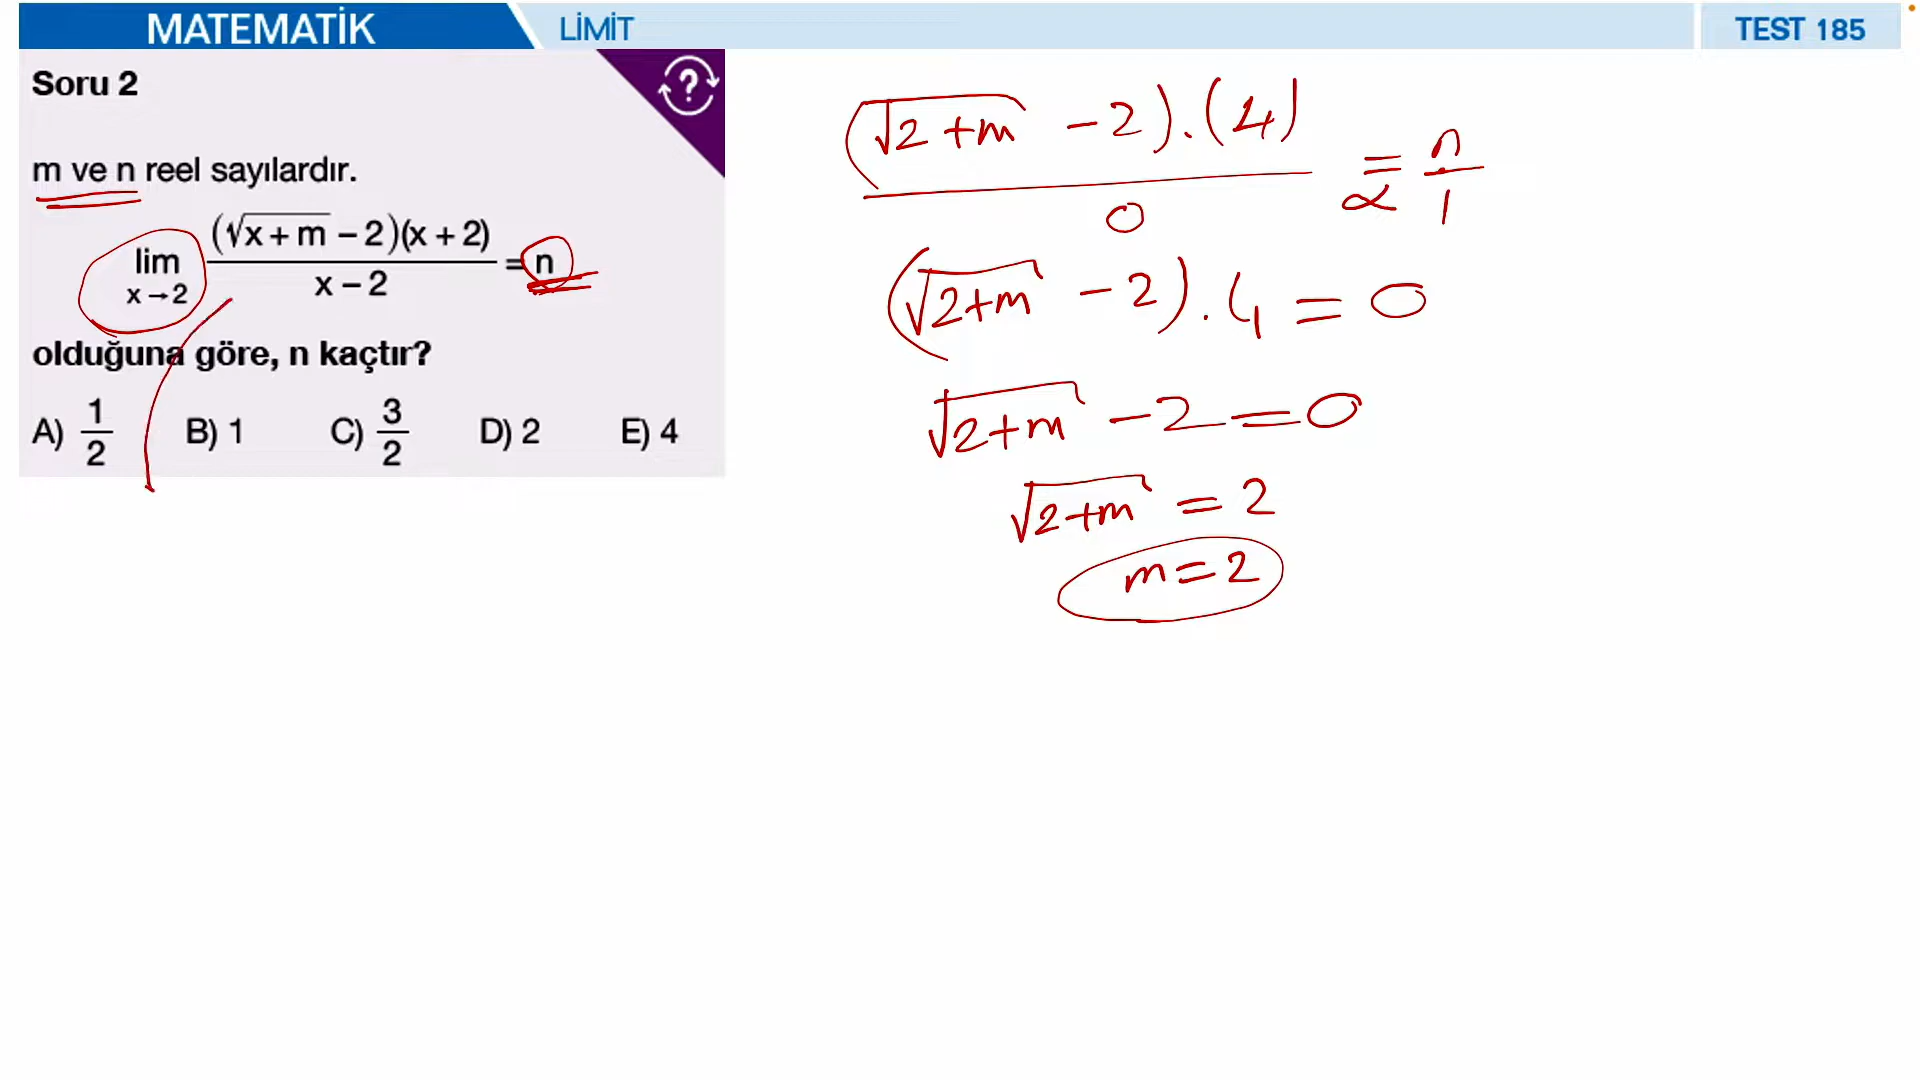 MATEMATİK
LİMİT
TEST 185
Soru 2
?
m ve n reel sayılardır.
lim x→2 (√x + m − 2)(x + 2) / x − 2 = n
olduğuna göre, n kaçtır?
A) 1/2 B) 1 C) 3/2 D) 2 E) 4
(√2+m − 2).(4) / 0 = n/1
(√2+m − 2).4 = 0
√2+m − 2 = 0
√2+m = 2
m = 2